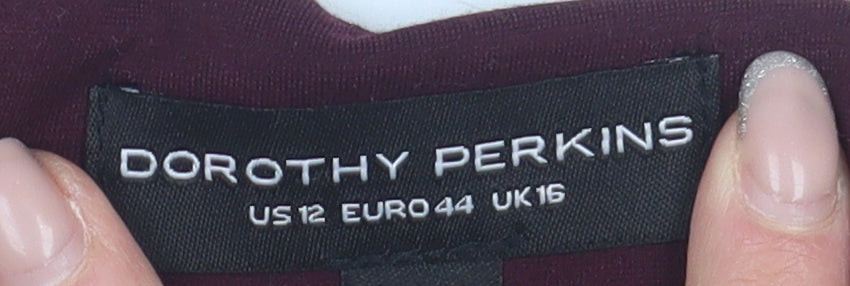 DOROTHY PERKINS
US 12 EURO 44 UK 16